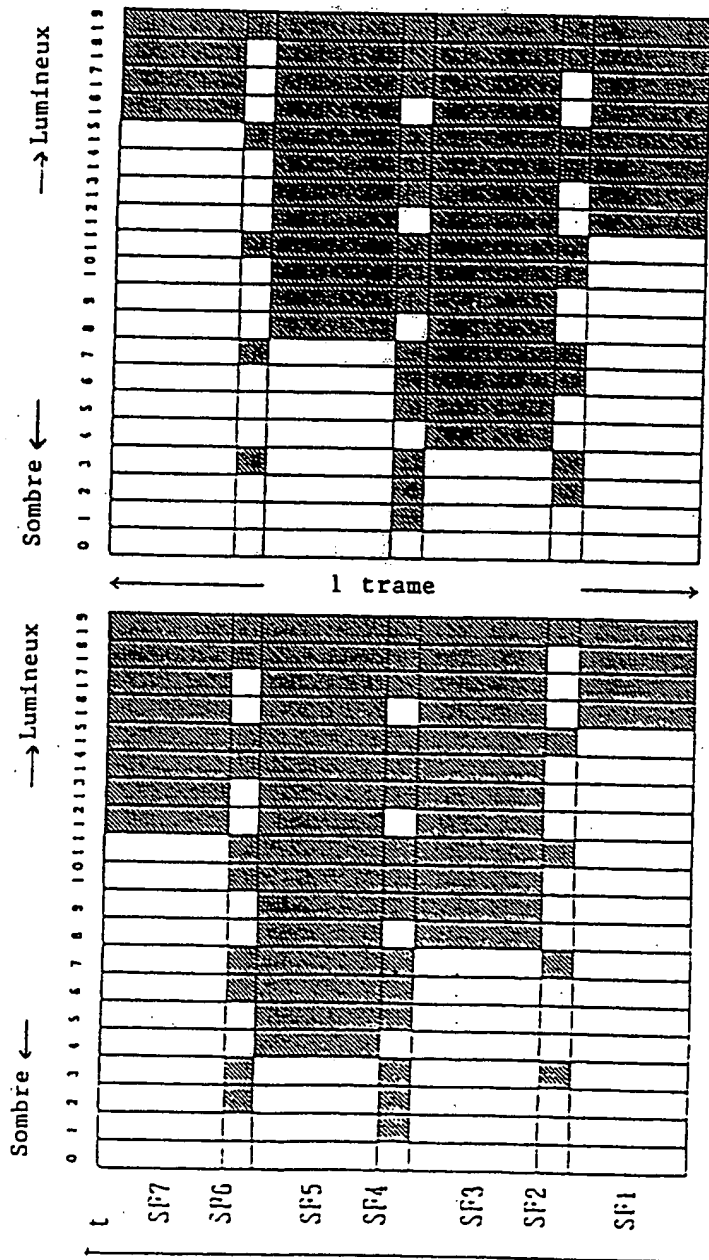 Sombre ← → Lumineux
0 1 2 3 4 5 6 7 8 9 10 11 12 13 14 15 16 17 18 19
t
SF7
SF6
SF5
SF4
SF3
SF2
SF1
1 trame
Sombre ← → Lumineux
0 1 2 3 4 5 6 7 8 9 10 11 12 13 14 15 16 17 18 19